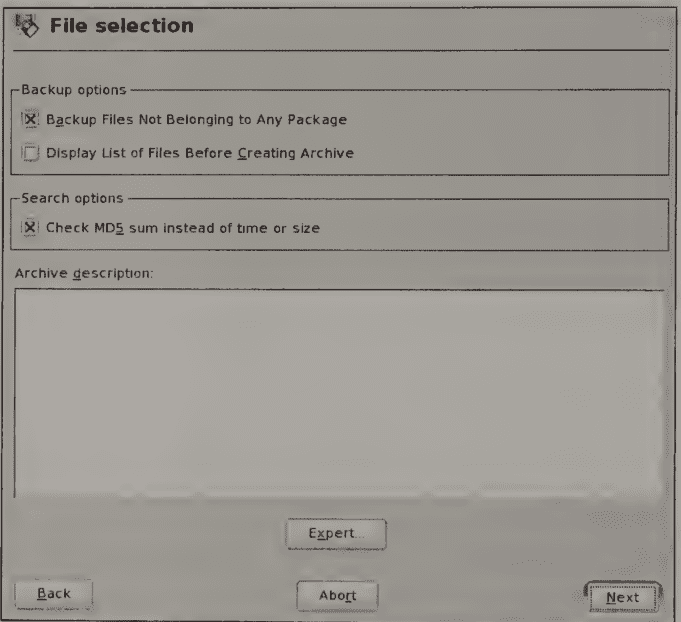 File selection
Backup options
Backup Files Not Belonging to Any Package
Display List of Files Before Creating Archive
Search options
Check MD5 sum instead of time or size
Archive description:
Expert...
Back
Abort
Next